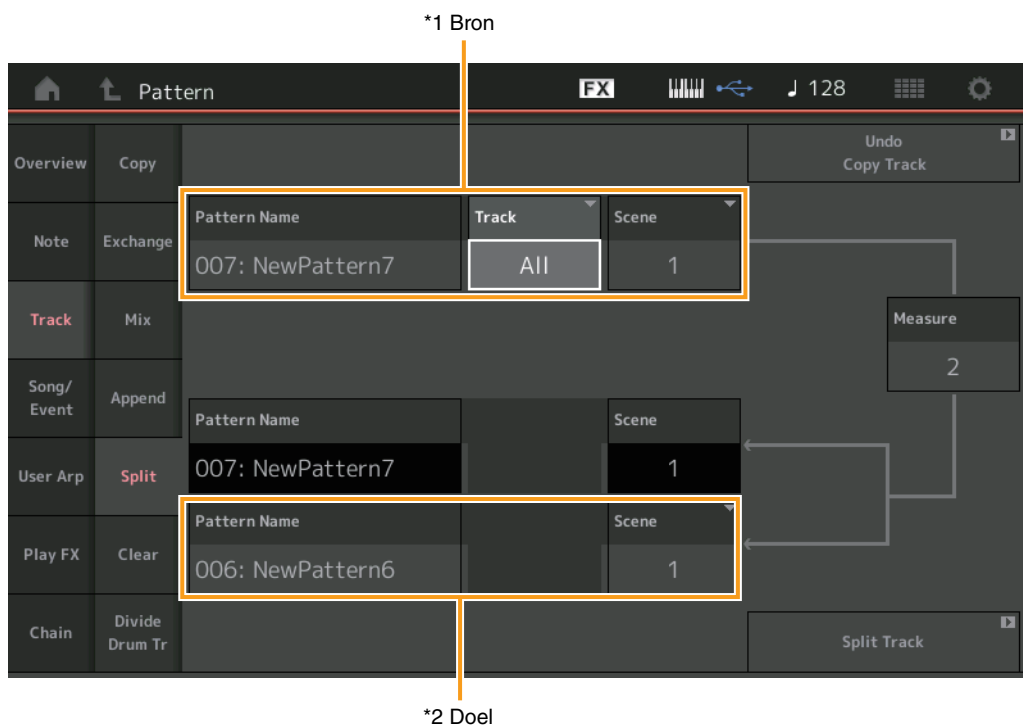 *1 Bron
Pattern
FX
128
Overview
Copy
Undo
Copy Track
Note
Exchange
Pattern Name
Track
Scene
007: NewPattern7
All
1
Track
Mix
Measure
2
Song/
Event
Append
Pattern Name
Scene
User Arp
Split
007: NewPattern7
1
Pattern Name
Scene
Play FX
Clear
006: NewPattern6
1
Chain
Divide
Drum Tr
Split Track
*2 Doel